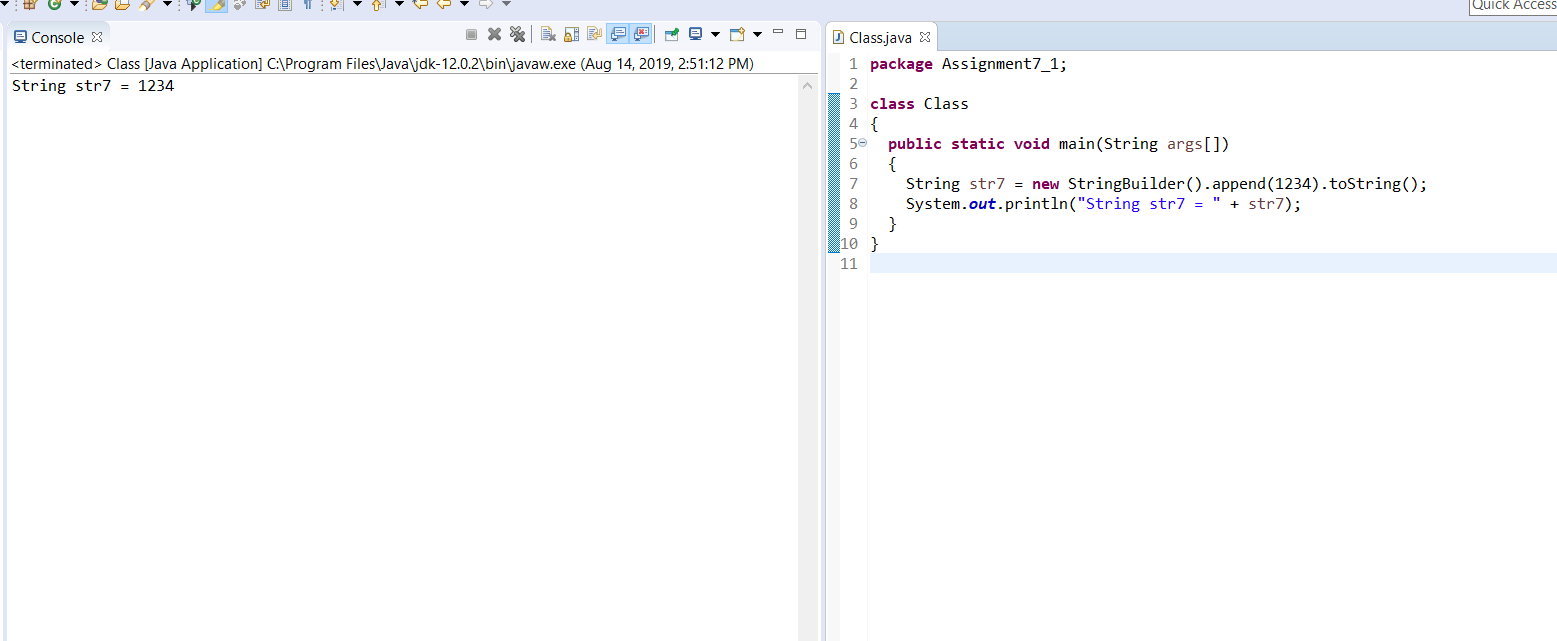 Quick Access
Console
<terminated> Class [Java Application] C:\Program Files\Java\jdk-12.0.2\bin\javaw.exe (Aug 14, 2019, 2:51:12 PM)
String str7 = 1234
Class.java
1 package Assignment7_1;
2
3 class Class
4 {
5   public static void main(String args[])
6   {
7     String str7 = new StringBuilder().append(1234).toString();
8     System.out.println("String str7 = " + str7);
9   }
10 }
11